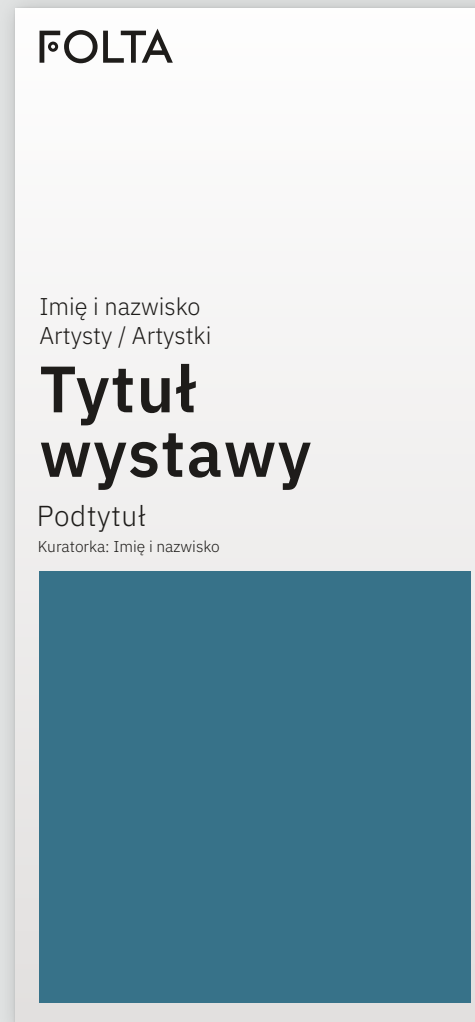 FOLTA
Imię i nazwisko
Artysty / Artystki
Tytuł
wystawy
Podtytuł
Kuratorka: Imię i nazwisko